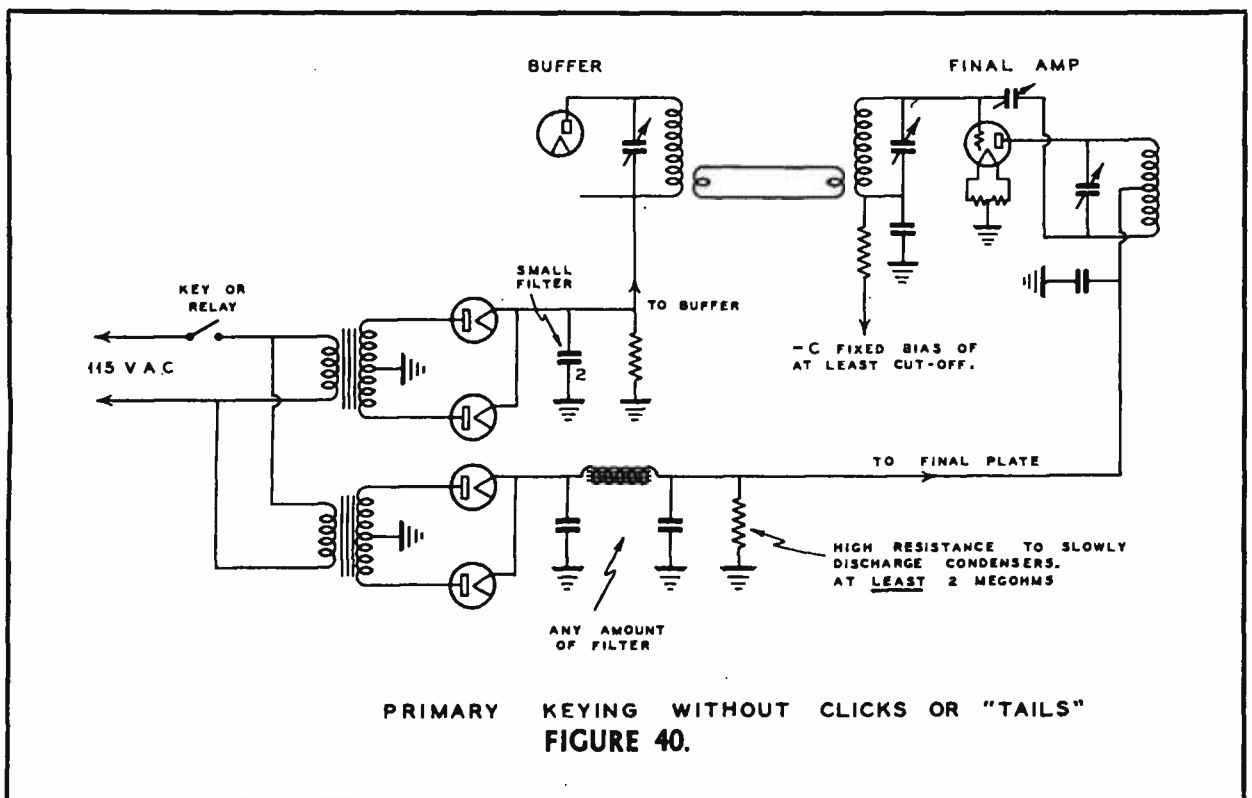 BUFFER
FINAL AMP
SMALL
FILTER
KEY OR
RELAY
TO BUFFER
115 V A C
2
-C FIXED BIAS OF
AT LEAST CUT-OFF.
TO FINAL PLATE
HIGH RESISTANCE TO SLOWLY
DISCHARGE CONDENSERS.
AT LEAST 2 MEGOHMS
ANY AMOUNT
OF FILTER
PRIMARY KEYING WITHOUT CLICKS OR "TAILS"
FIGURE 40.